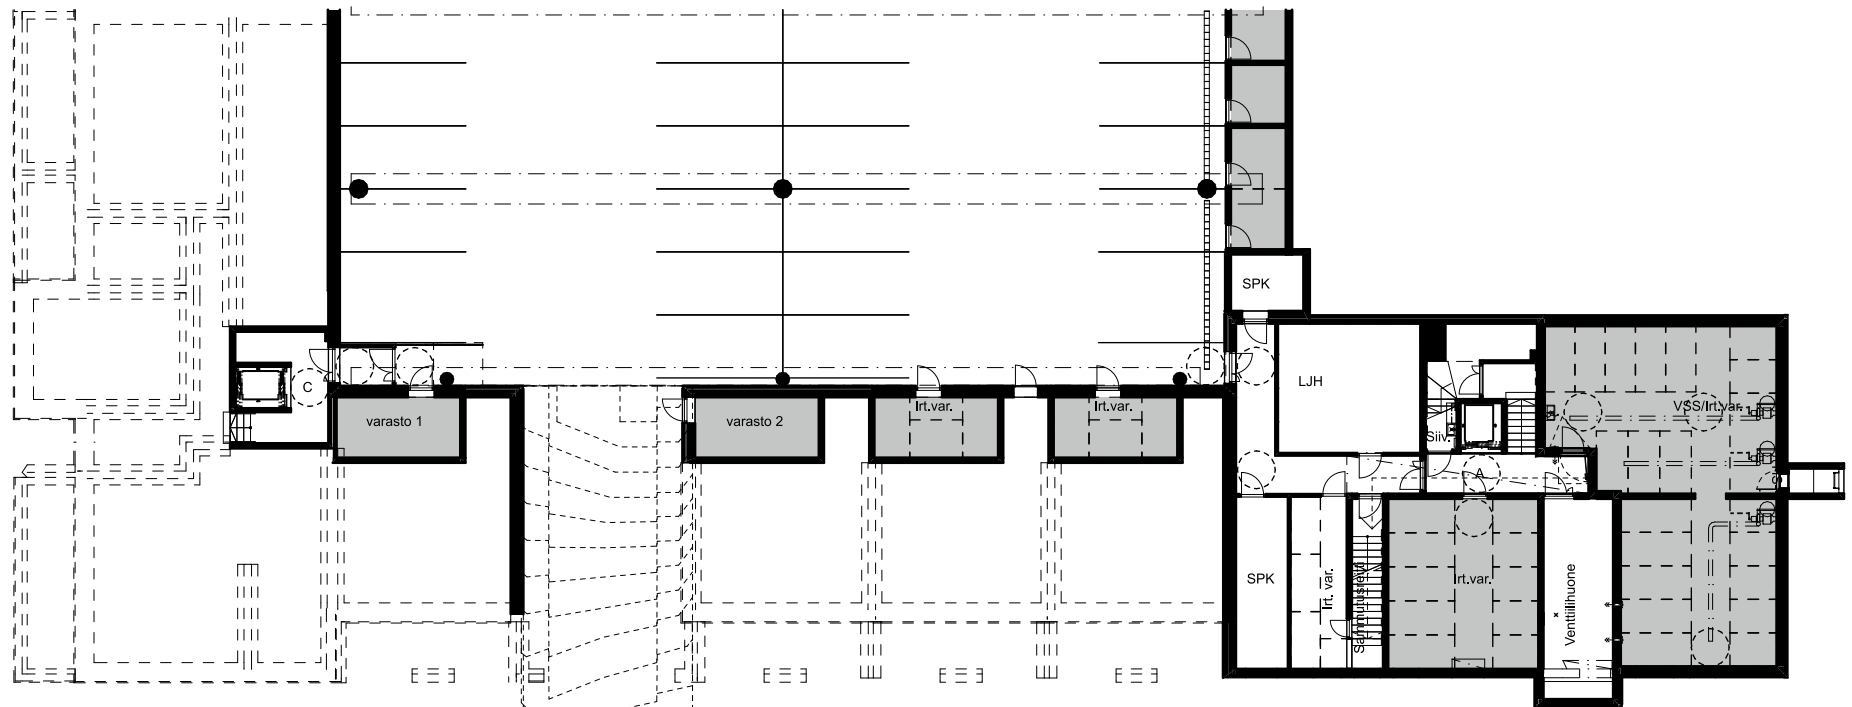 SPK
LJH
C
varasto 1
varasto 2
Irt.var.
Irt.var.
VSS/Irt.var.
Siiv.
A
SPK
Irt. var.
Sammutusreitti
Irt.var.
Venttiilihuone